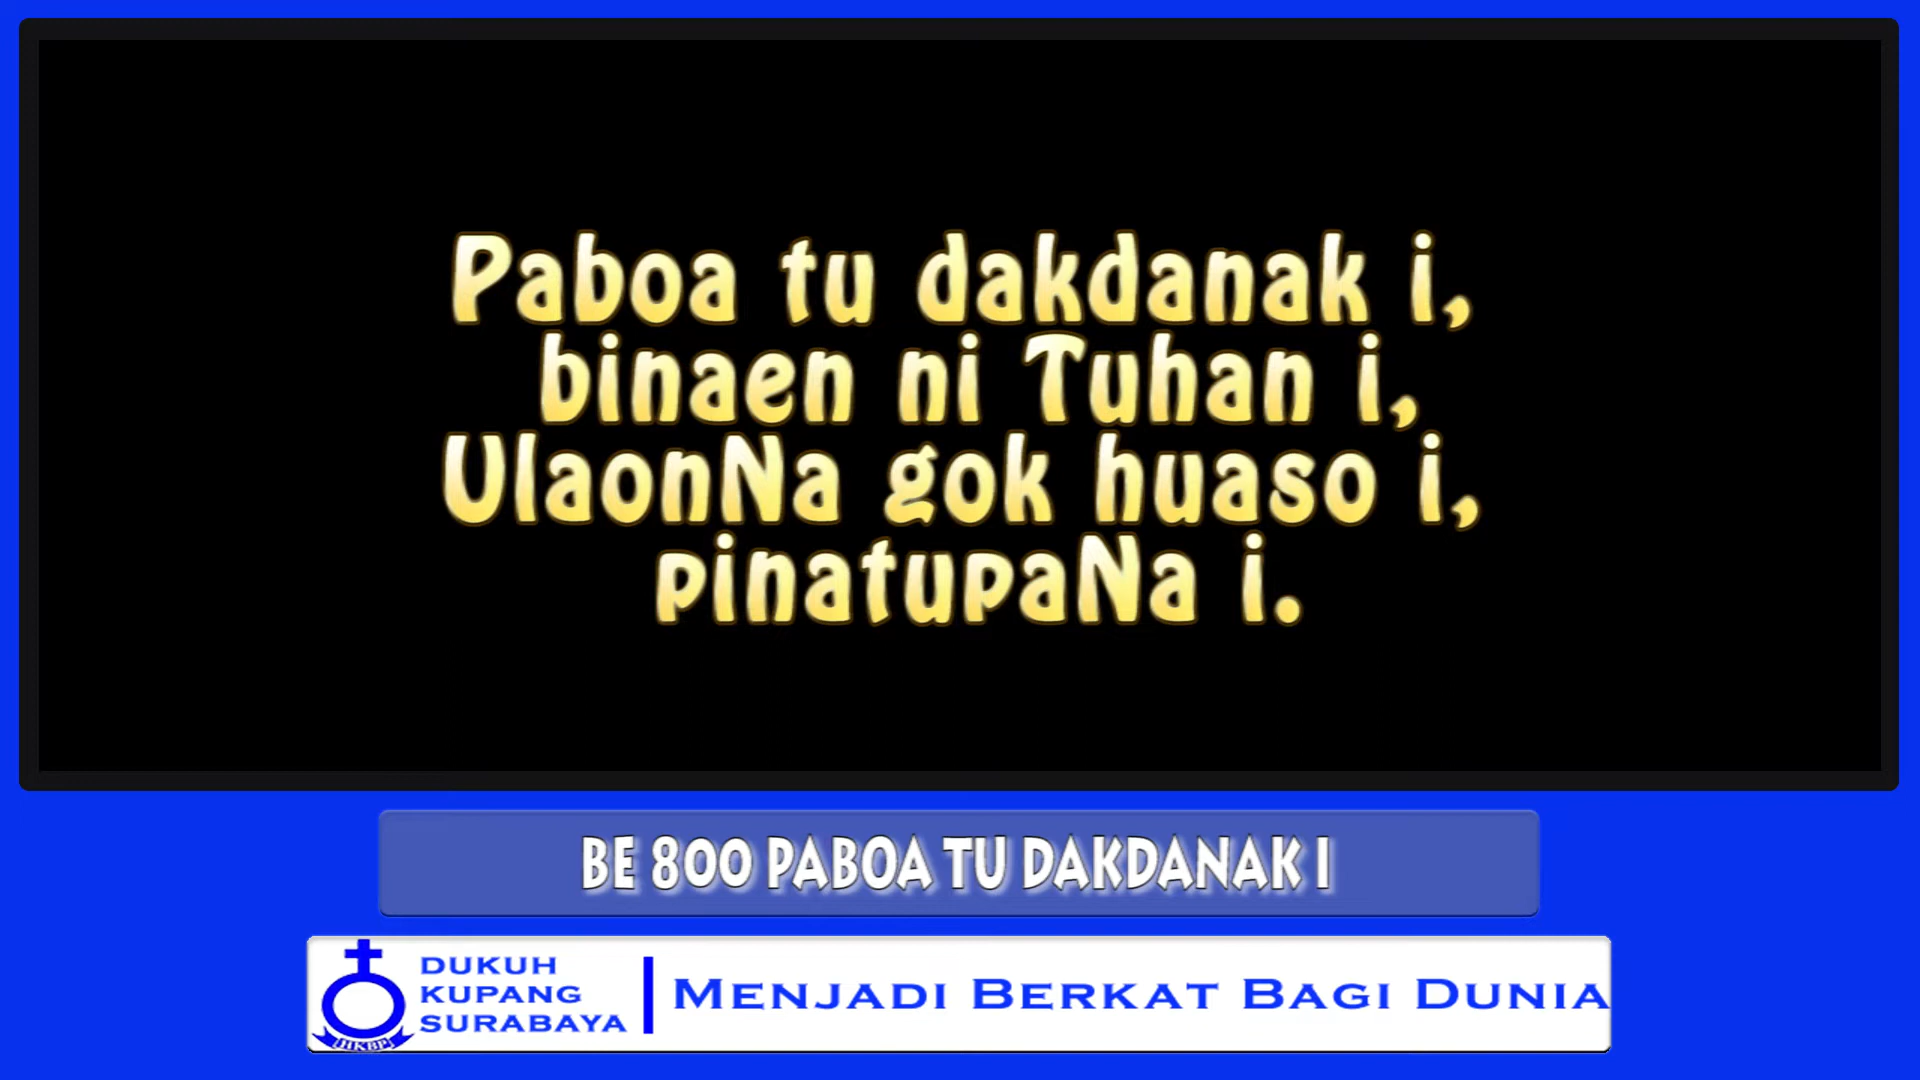 Paboa tu dakdanak i,
binaen ni Tuhan i,
UlaonNa gok huaso i,
pinatupaNa i.
BE 800 PABOA TU DAKDANAK I
DUKUH
KUPANG
SURABAYA
HKBP
MENJADI BERKAT BAGI DUNIA